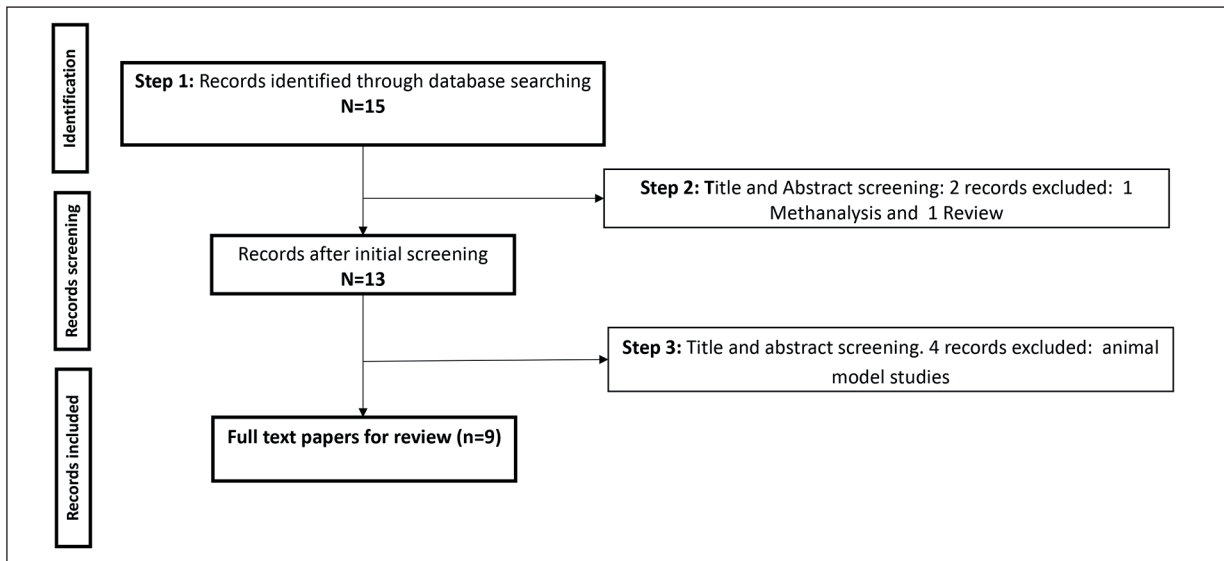 Identification
Step 1: Records identified through database searching
N=15
Step 2: Title and Abstract screening: 2 records excluded: 1
Methanalysis and 1 Review
Records screening
Records after initial screening
N=13
Step 3: Title and abstract screening. 4 records excluded: animal
model studies
Records included
Full text papers for review (n=9)